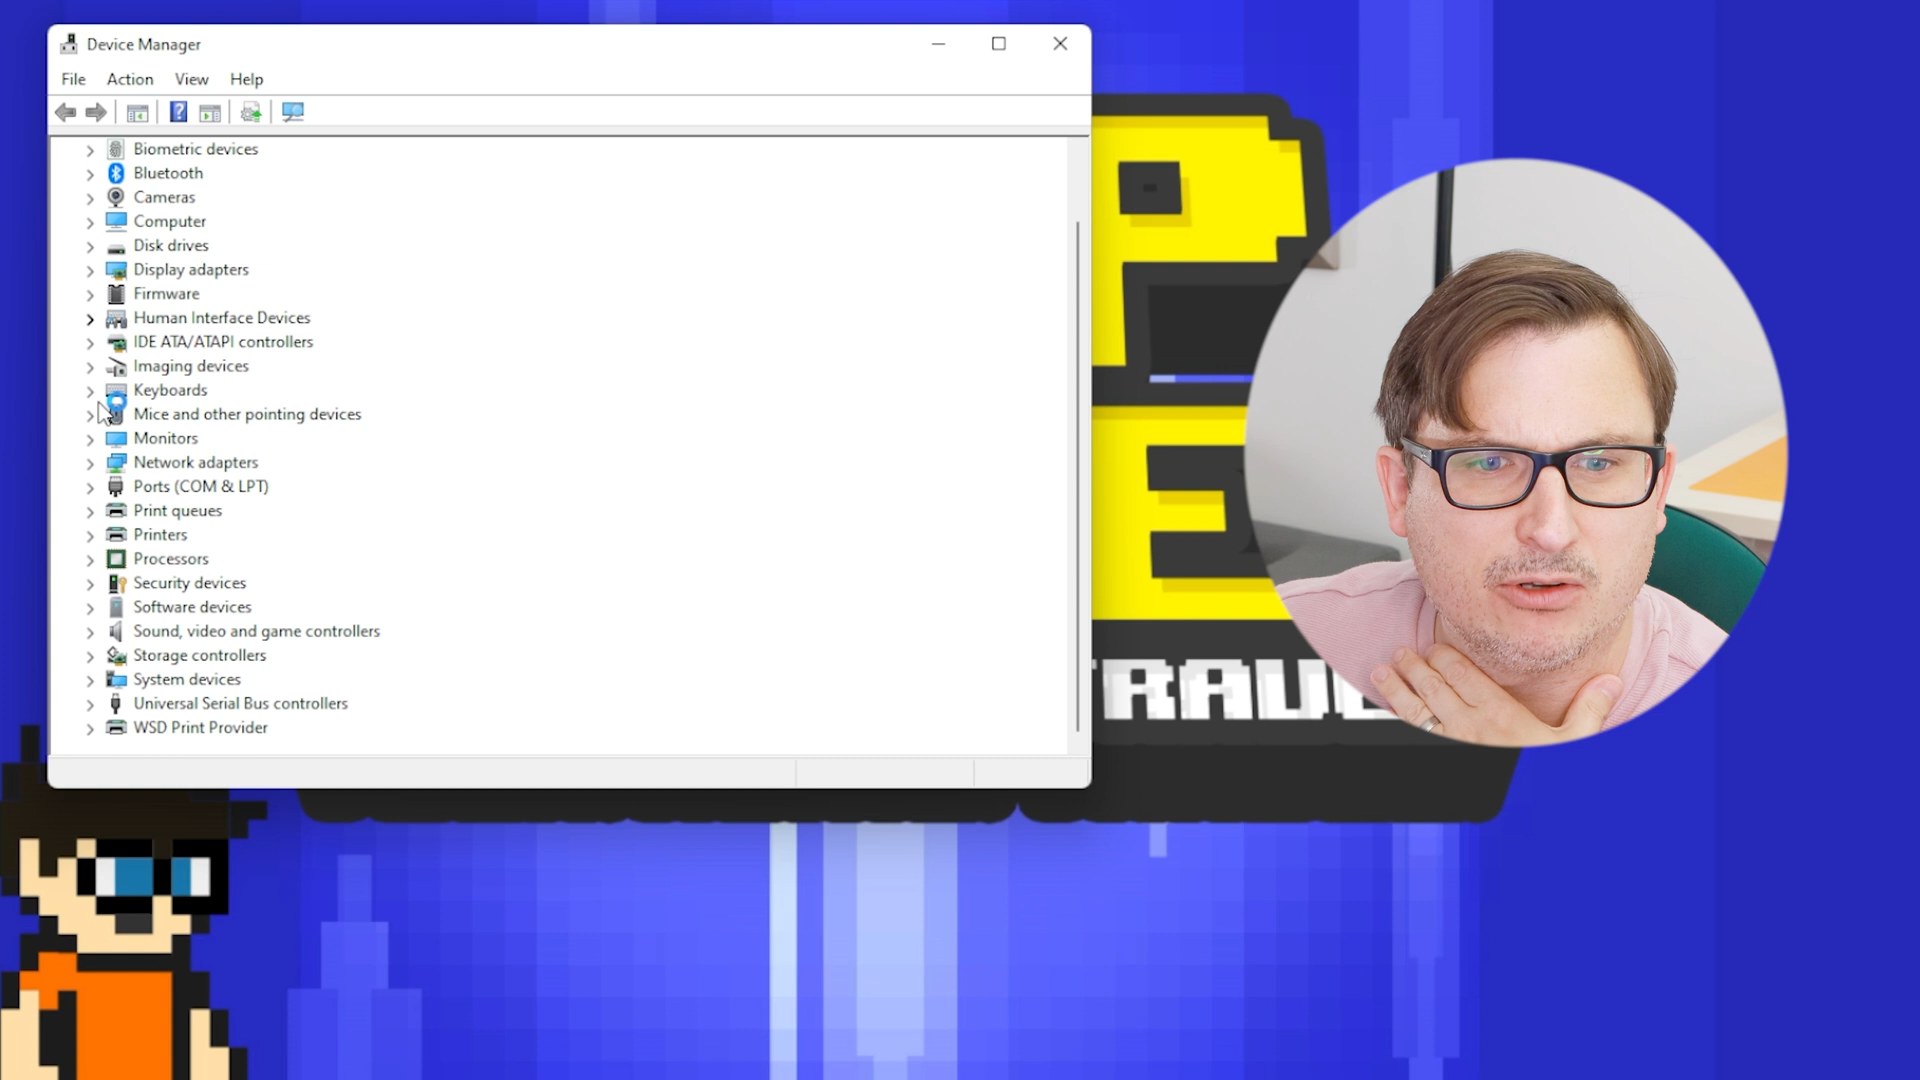 Device Manager
File Action View Help
Biometric devices
Bluetooth
Cameras
Computer
Disk drives
Display adapters
Firmware
Human Interface Devices
IDE ATA/ATAPI controllers
Imaging devices
Keyboards
Mice and other pointing devices
Monitors
Network adapters
Ports (COM & LPT)
Print queues
Printers
Processors
Security devices
Software devices
Sound, video and game controllers
Storage controllers
System devices
Universal Serial Bus controllers
WSD Print Provider
P
E